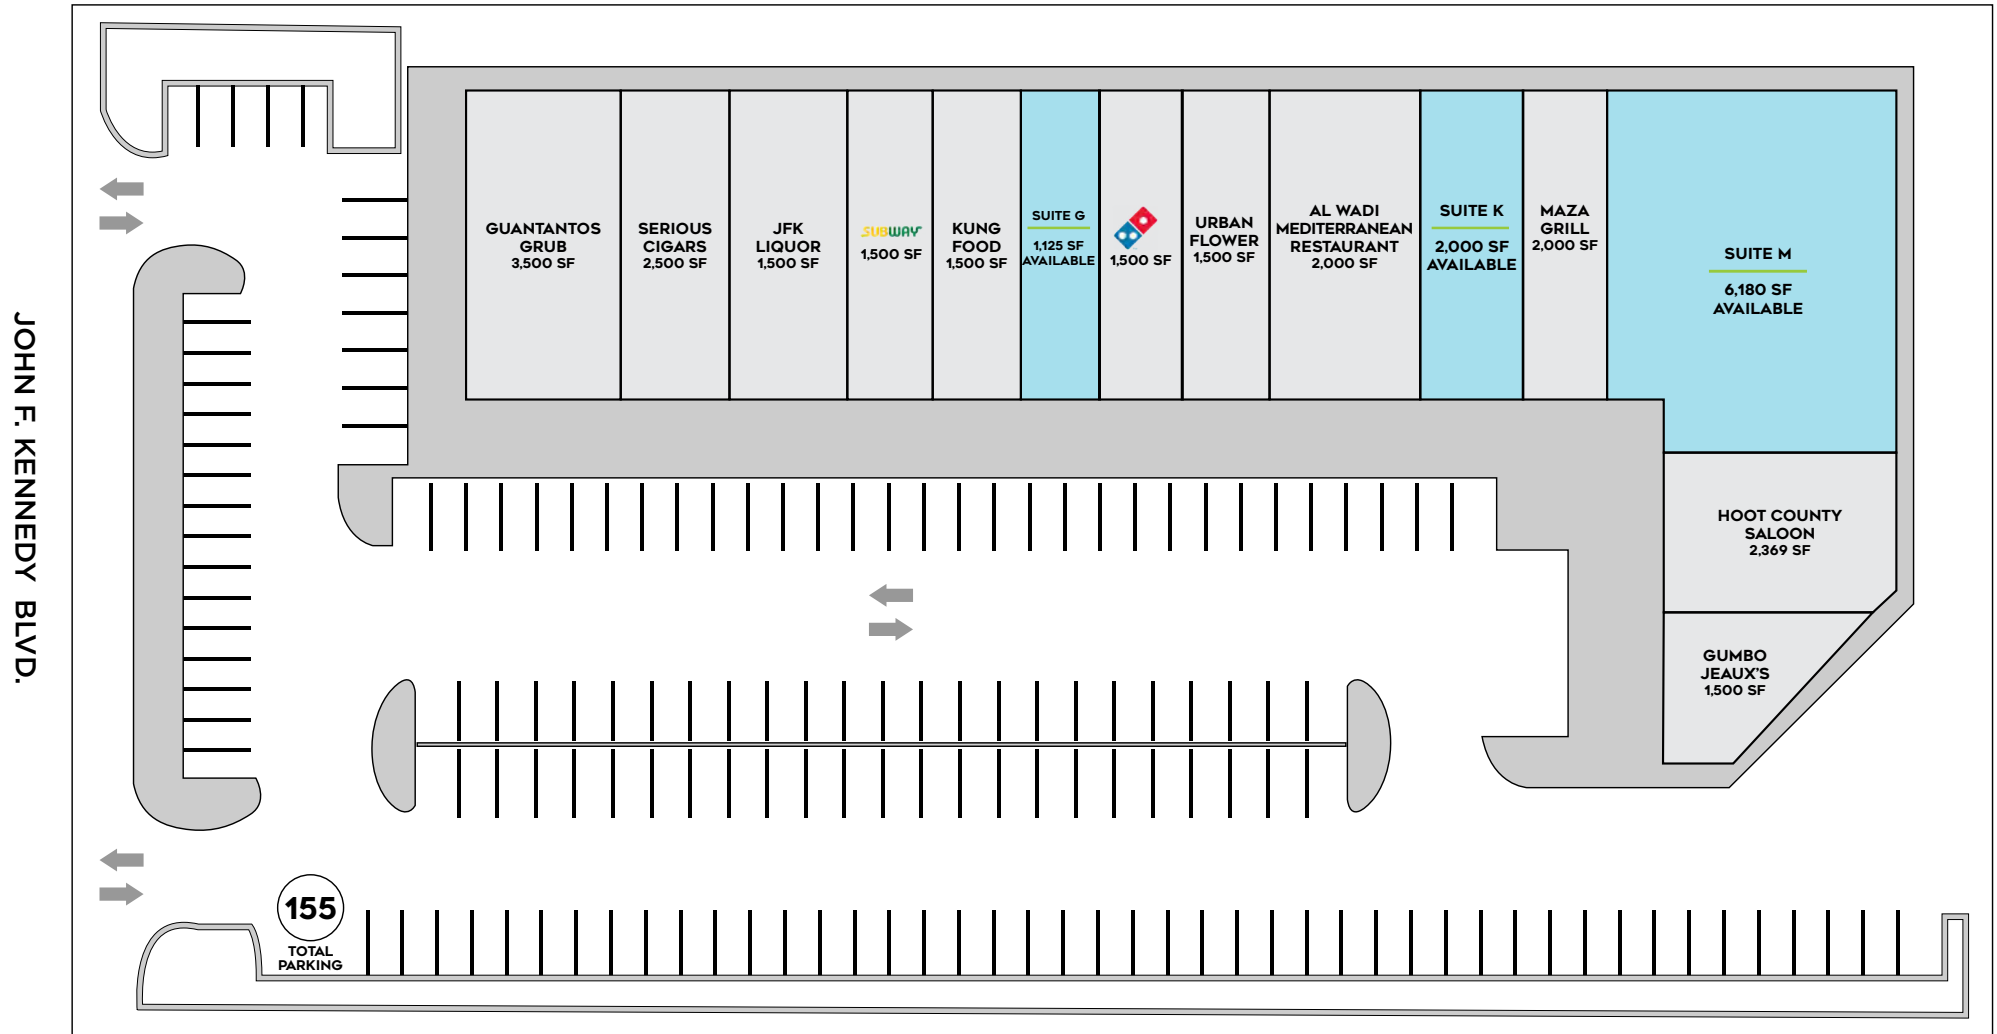 JOHN F. KENNEDY BLVD.
GUANTANTOS
GRUB
3,500 SF
SERIOUS
CIGARS
2,500 SF
JFK
LIQUOR
1,500 SF
SUBWAY
1,500 SF
KUNG
FOOD
1,500 SF
SUITE G
1,125 SF
AVAILABLE
1,500 SF
URBAN
FLOWER
1,500 SF
AL WADI
MEDITERRANEAN
RESTAURANT
2,000 SF
SUITE K
2,000 SF
AVAILABLE
MAZA
GRILL
2,000 SF
SUITE M
6,180 SF
AVAILABLE
HOOT COUNTY
SALOON
2,369 SF
GUMBO
JEAUX'S
1,500 SF
155
TOTAL
PARKING